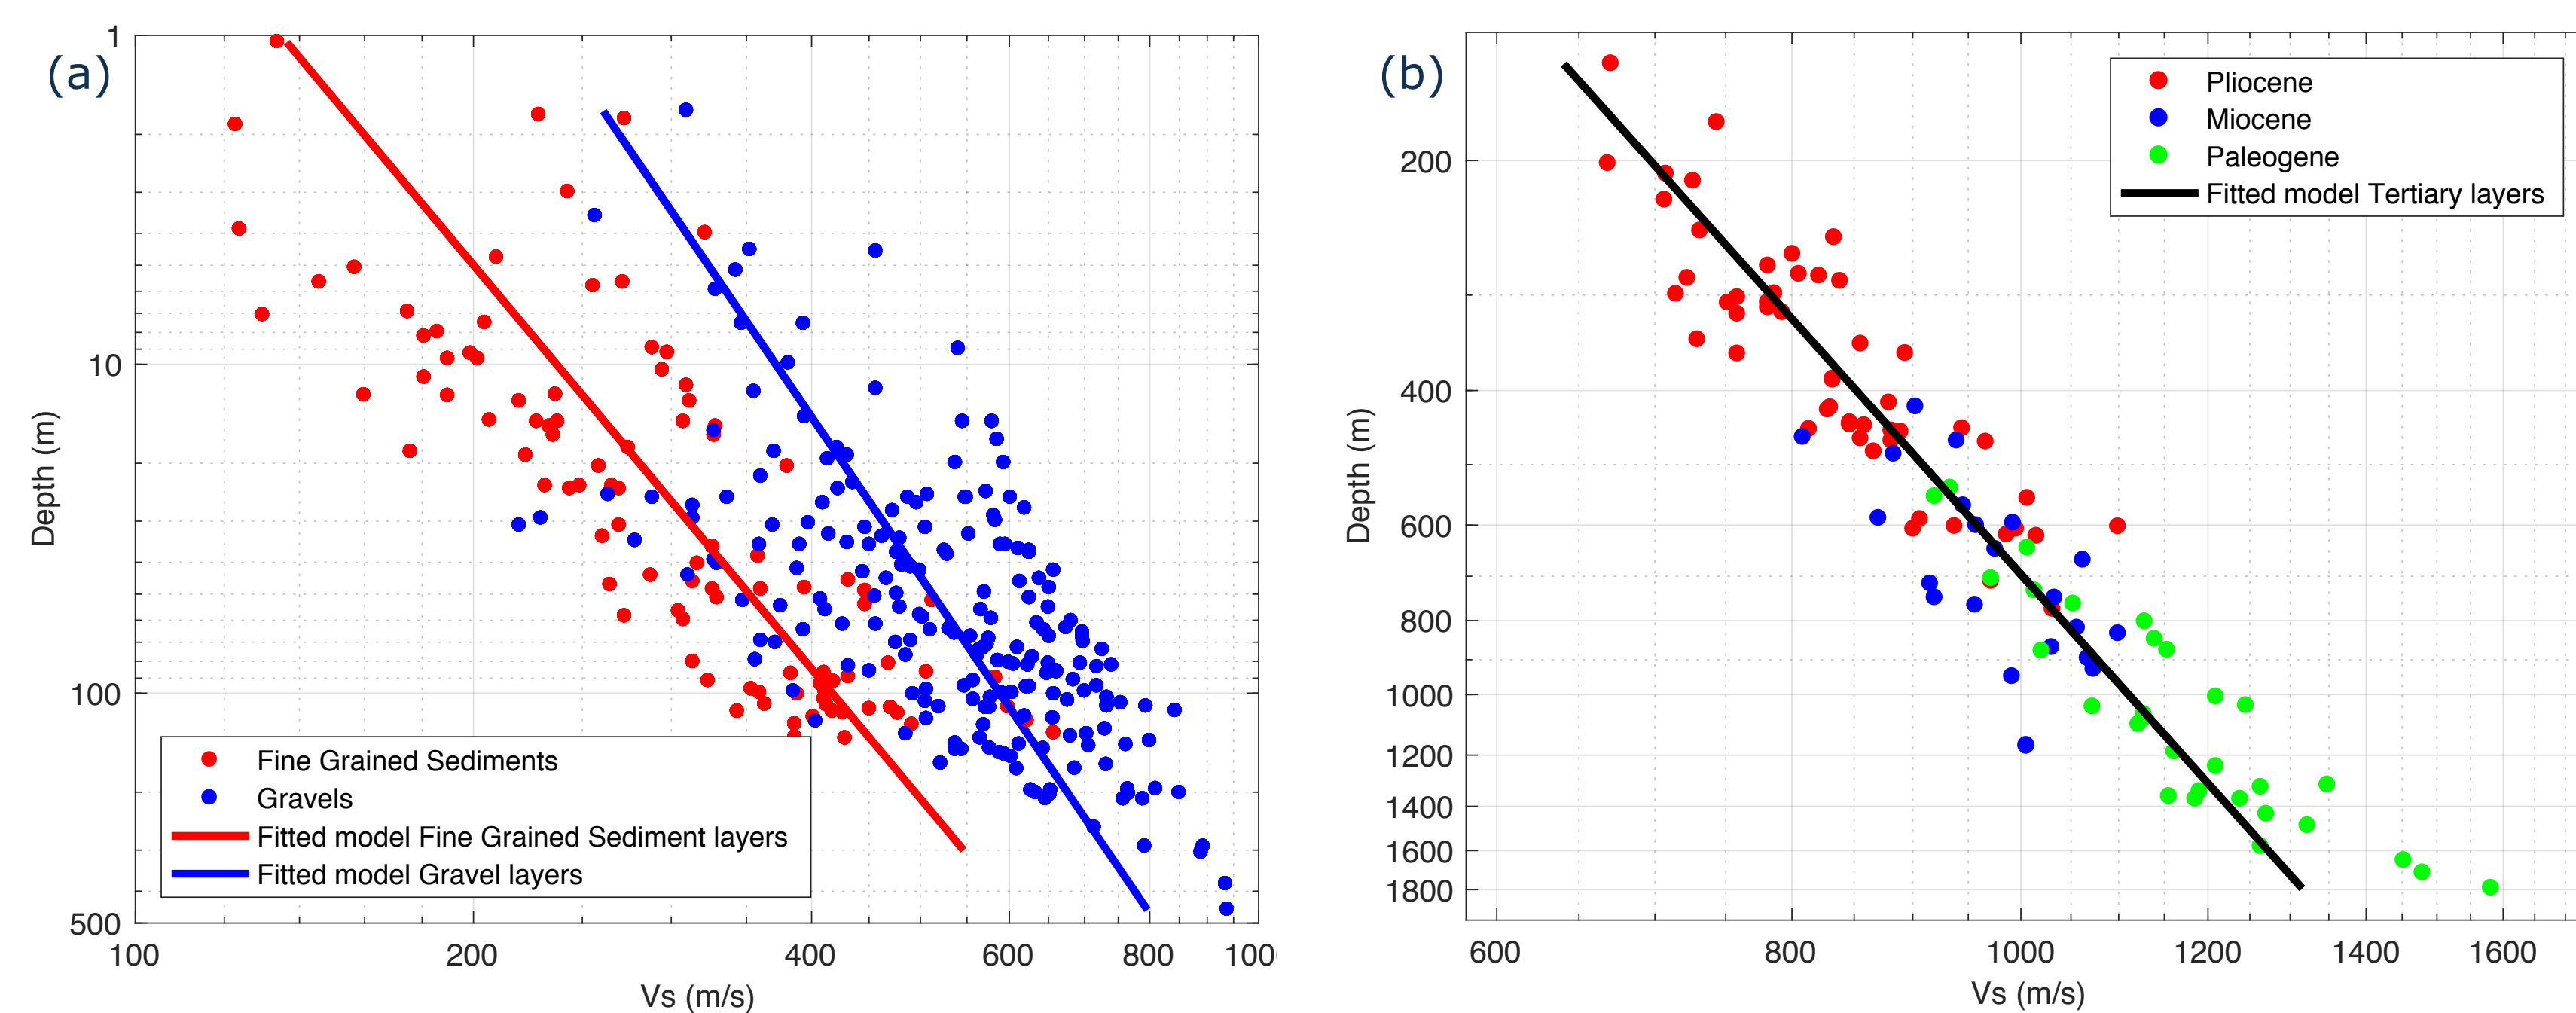 (a)
1
10
100
500
Depth (m)
100
200
400
600
800
100
Vs (m/s)
Fine Grained Sediments
Gravels
Fitted model Fine Grained Sediment layers
Fitted model Gravel layers
(b)
200
400
600
800
1000
1200
1400
1600
1800
Depth (m)
600
800
1000
1200
1400
1600
Vs (m/s)
Pliocene
Miocene
Paleogene
Fitted model Tertiary layers